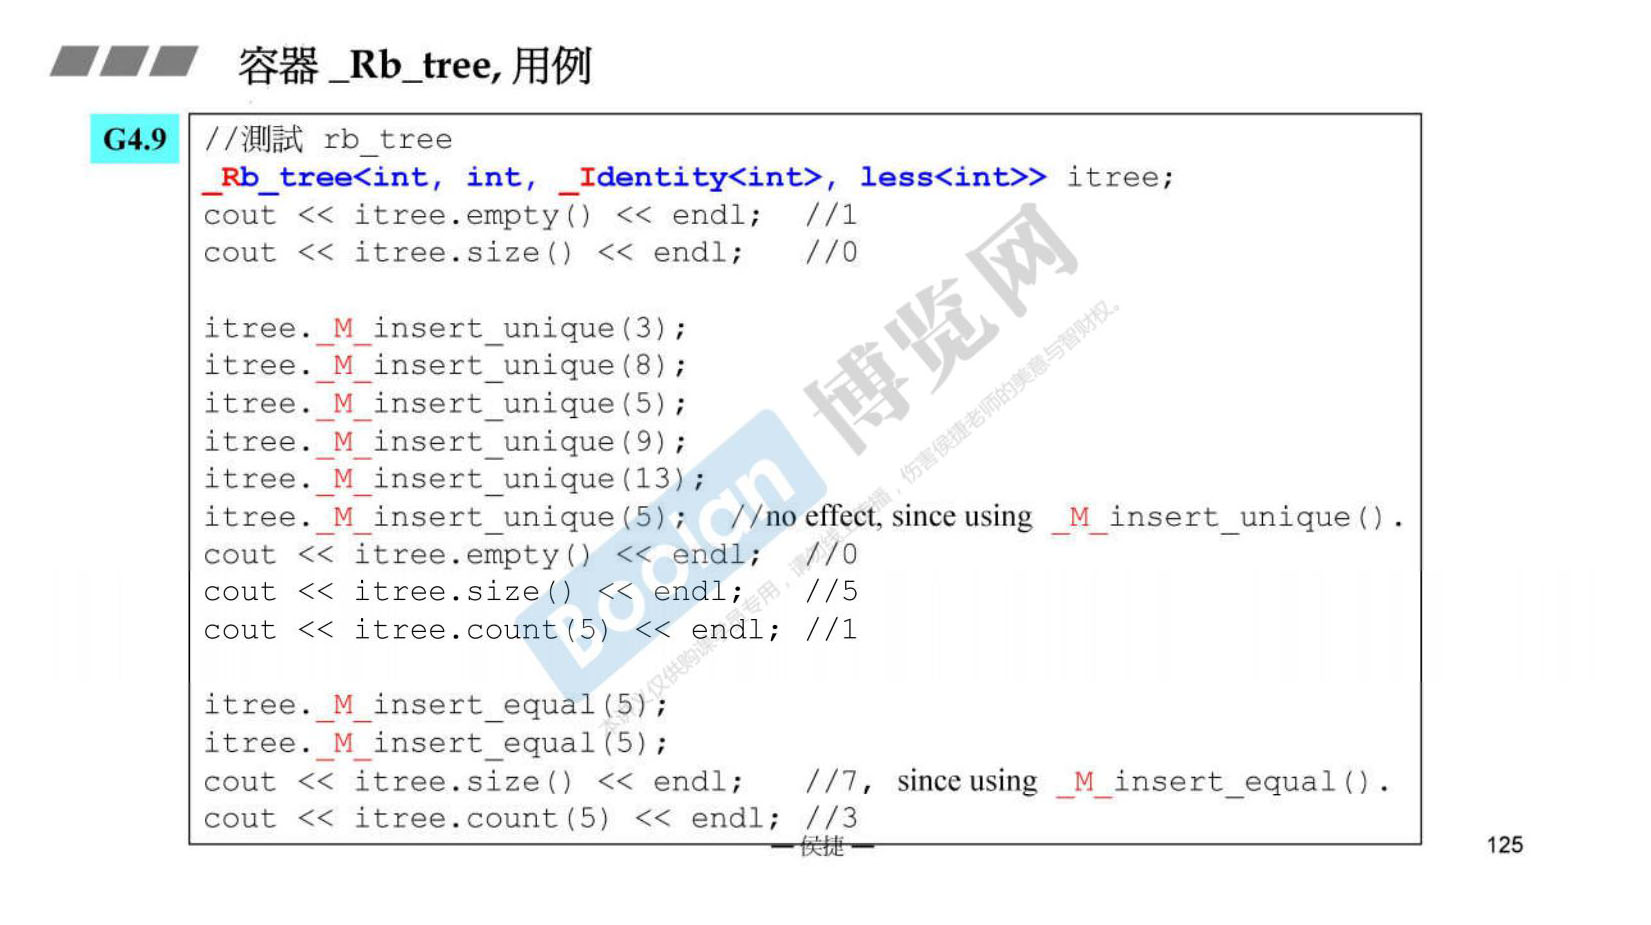 容器 _Rb_tree, 用例
G4.9
//測試 rb_tree
_Rb_tree<int, int, _Identity<int>, less<int>> itree;
cout << itree.empty() << endl; //1
cout << itree.size() << endl; //0
itree._M_insert_unique(3);
itree._M_insert_unique(8);
itree._M_insert_unique(5);
itree._M_insert_unique(9);
itree._M_insert_unique(13);
itree._M_insert_unique(5); //no effect, since using _M_insert_unique().
cout << itree.empty() << endl; //0
cout << itree.size() << endl; //5
cout << itree.count(5) << endl; //1
itree._M_insert_equal(5);
itree._M_insert_equal(5);
cout << itree.size() << endl; //7, since using _M_insert_equal().
cout << itree.count(5) << endl; //3
— 侯捷 —
125
Boolan 博览网
仅供购课学员专用，请勿线上传播，伤害侯捷老师的美意与智财权。